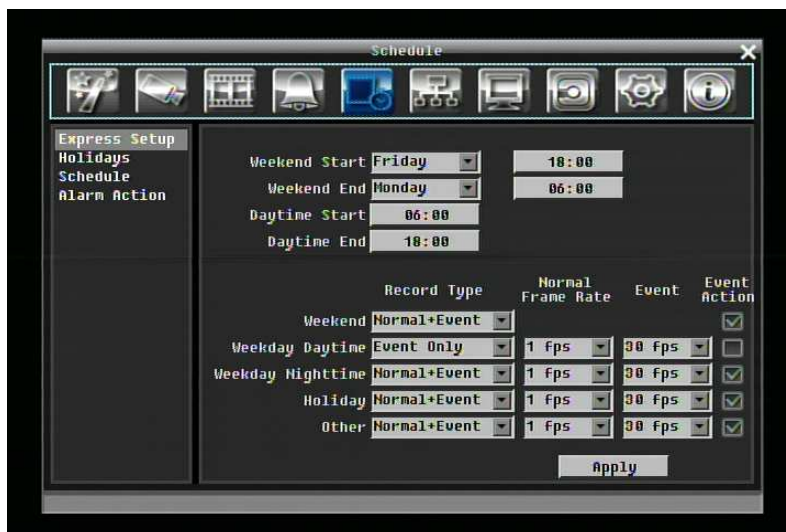 Schedule
Express Setup
Holidays
Schedule
Alarm Action
Weekend Start Friday 18:00
Weekend End Monday 06:00
Daytime Start 06:00
Daytime End 18:00
Record Type Normal Frame Rate Event Event Action
Weekend Normal+Event
Weekday Daytime Event Only 1 fps 30 fps
Weekday Nighttime Normal+Event 1 fps 30 fps
Holiday Normal+Event 1 fps 30 fps
Other Normal+Event 1 fps 30 fps
Apply